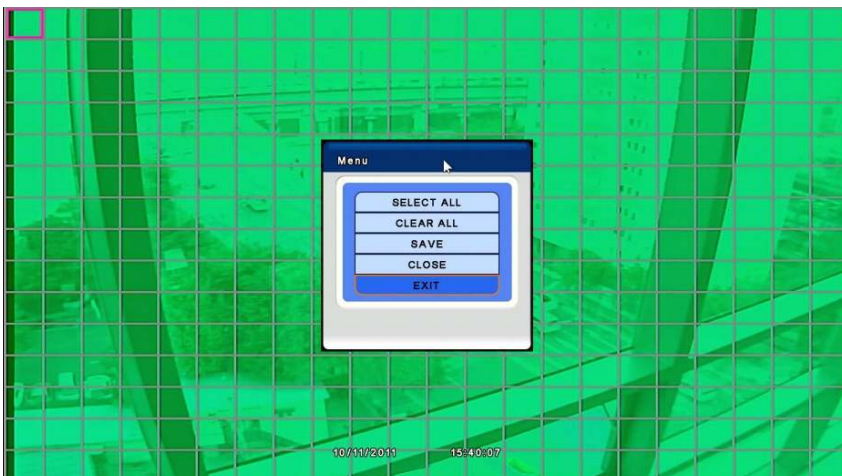 Menu
SELECT ALL
CLEAR ALL
SAVE
CLOSE
EXIT
10/11/2011 15:40:07